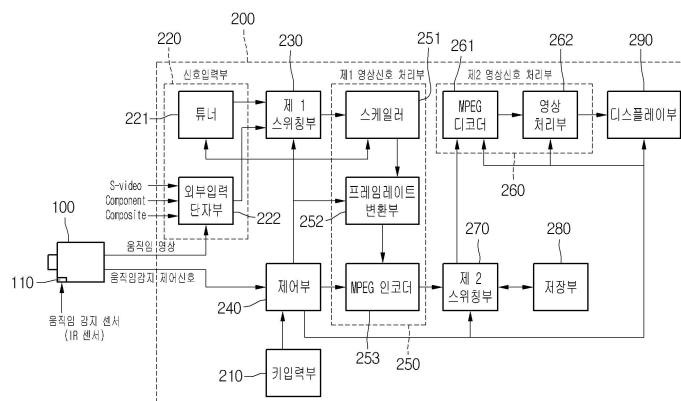 200
220
230
251
261
262
290
신호입력부
제1 영상신호 처리부
제2 영상신호 처리부
221
튜너
제 1
스위칭부
스케일러
MPEG
디코더
영상
처리부
디스플레이부
S-video
Component
Composite
외부입력
단자부
222
252
프레임레이트
변환부
260
100
움직임 영상
270
280
110
움직임감지 제어신호
제어부
240
MPEG 인코더
제 2
스위칭부
저장부
움직임 감지 센서
(IR 센서)
253
250
210
키입력부